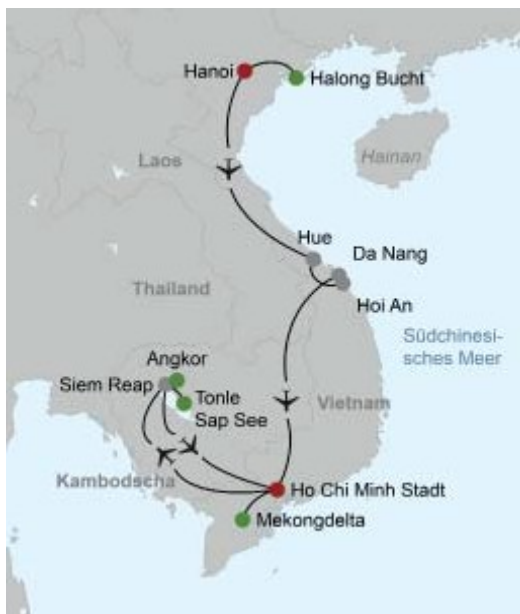 Hanoi
Halong Bucht
Laos
Hainan
Hue
Da Nang
Hoi An
Thailand
Südchinesi-
sches Meer
Angkor
Siem Reap
Tonle
Sap See
Vietnam
Kambodscha
Ho Chi Minh Stadt
Mekongdelta